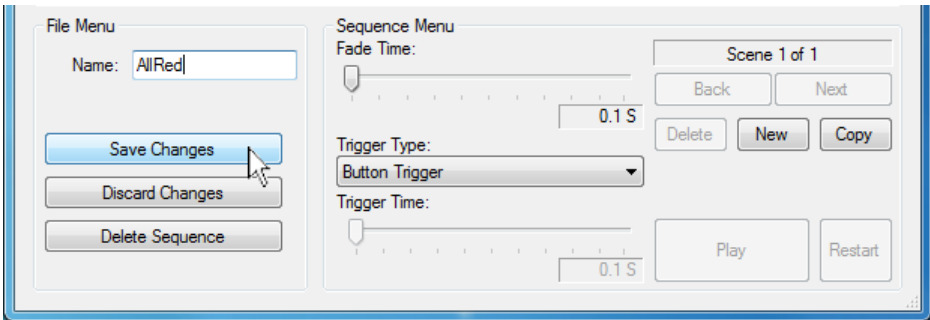 File Menu
Name: AllRed
Save Changes
Discard Changes
Delete Sequence
Sequence Menu
Fade Time:
0.1 S
Trigger Type:
Button Trigger
Trigger Time:
0.1 S
Scene 1 of 1
Back Next
Delete New Copy
Play Restart